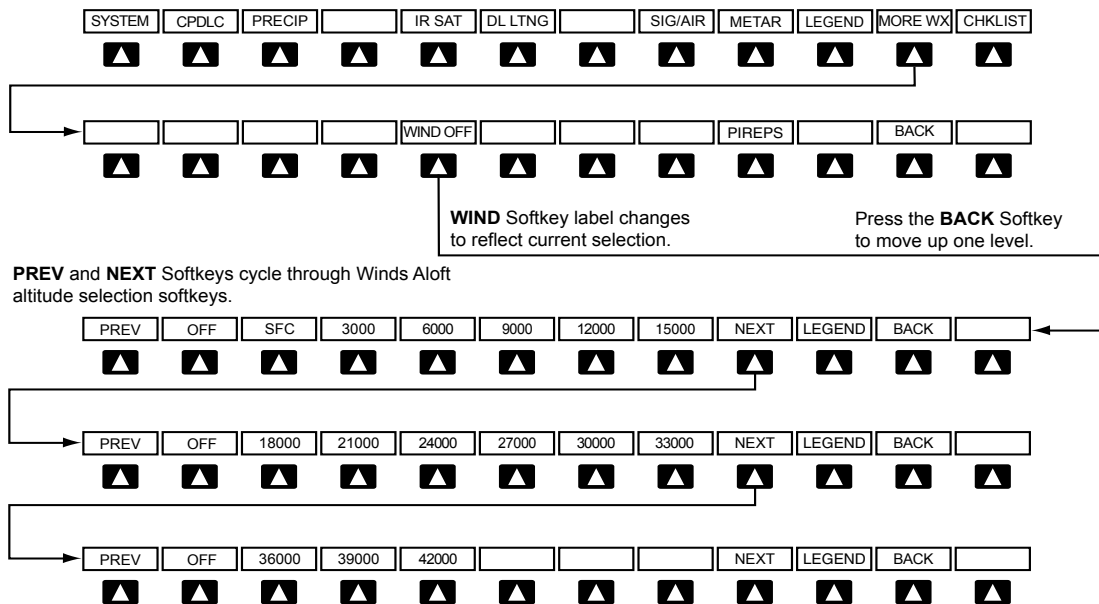 SYSTEM CPDLC PRECIP IR SAT DL LTNG SIG/AIR METAR LEGEND MORE WX CHKLIST
WIND OFF PIREPS BACK
WIND Softkey label changes
to reflect current selection.
Press the BACK Softkey
to move up one level.
PREV and NEXT Softkeys cycle through Winds Aloft
altitude selection softkeys.
PREV OFF SFC 3000 6000 9000 12000 15000 NEXT LEGEND BACK
PREV OFF 18000 21000 24000 27000 30000 33000 NEXT LEGEND BACK
PREV OFF 36000 39000 42000 NEXT LEGEND BACK